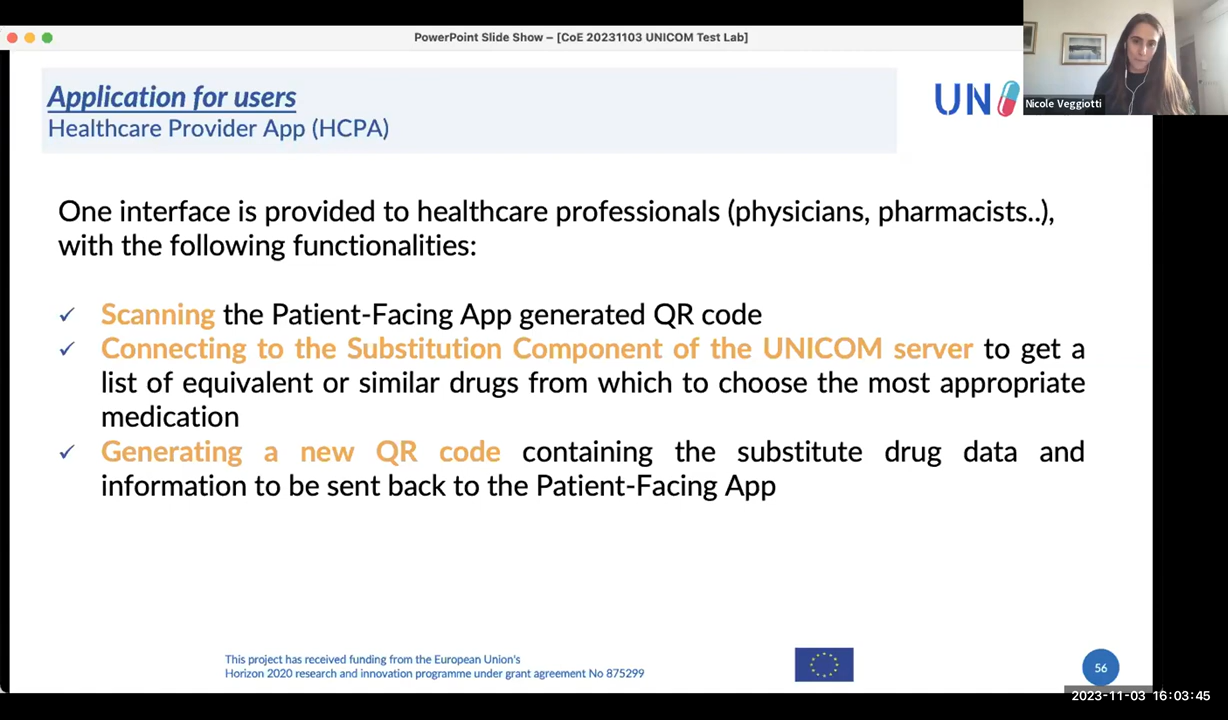 PowerPoint Slide Show – [CoE 20231103 UNICOM Test Lab]
Application for users
Healthcare Provider App (HCPA)
UN
Nicole Veggiotti
One interface is provided to healthcare professionals (physicians, pharmacists..),
with the following functionalities:
✓ Scanning the Patient-Facing App generated QR code
✓ Connecting to the Substitution Component of the UNICOM server to get a
list of equivalent or similar drugs from which to choose the most appropriate
medication
✓ Generating a new QR code containing the substitute drug data and
information to be sent back to the Patient-Facing App
This project has received funding from the European Union's
Horizon 2020 research and innovation programme under grant agreement No 875299
56
2023-11-03 16:03:45